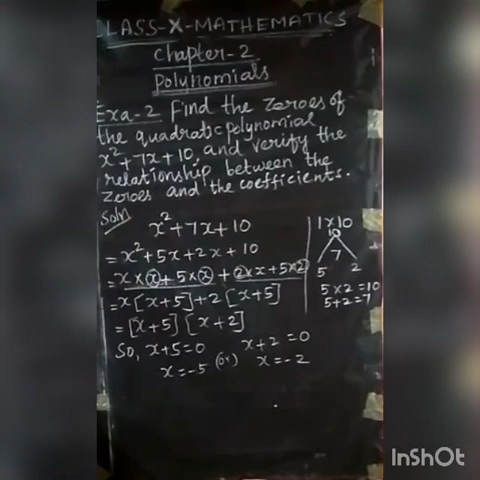 CLASS-X-MATHEMATICS
Chapter-2
Polynomials
Exa-2 Find the zeroes of
the quadratic polynomial
x²+7x+10, and verify the
relationship between the
zeroes and the coefficients.
Soln
x²+7x+10
= x²+5x+2x+10
= x×x+5×x+2×x+5×2
= x[x+5]+2[x+5]
= [x+5] [x+2]
So, x+5=0 x+2=0
x=-5 (or) x=-2
1×10
10
7
5 2
5×2=10
5+2=7
InShOt